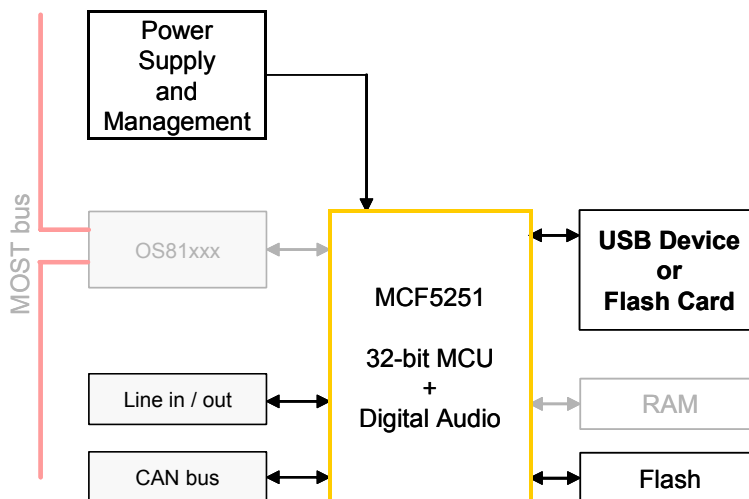 Power
Supply
and
Management
MOST bus
OS81xxx
MCF5251
32-bit MCU
+
Digital Audio
USB Device
or
Flash Card
Line in / out
RAM
CAN bus
Flash